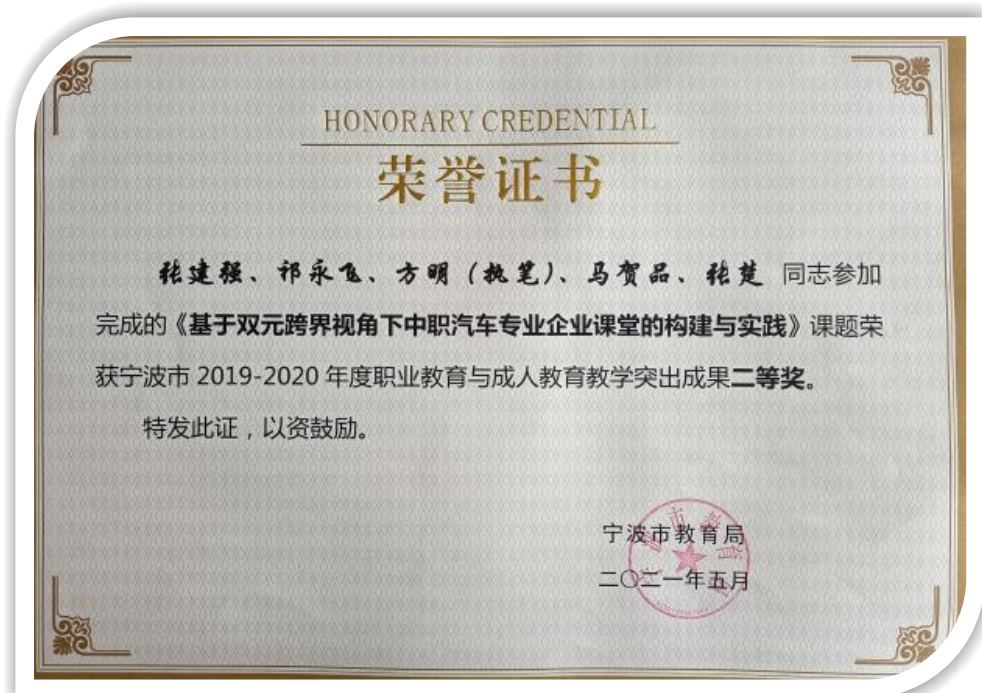 HONORARY CREDENTIAL
荣誉证书
张建强、祁永飞、方明（执笔）、马贺品、张楚 同志参加
完成的《基于双元跨界视角下中职汽车专业企业课堂的构建与实践》课题荣
获宁波市 2019-2020 年度职业教育与成人教育教学突出成果二等奖。
特发此证，以资鼓励。
宁波市教育局
二〇二一年五月